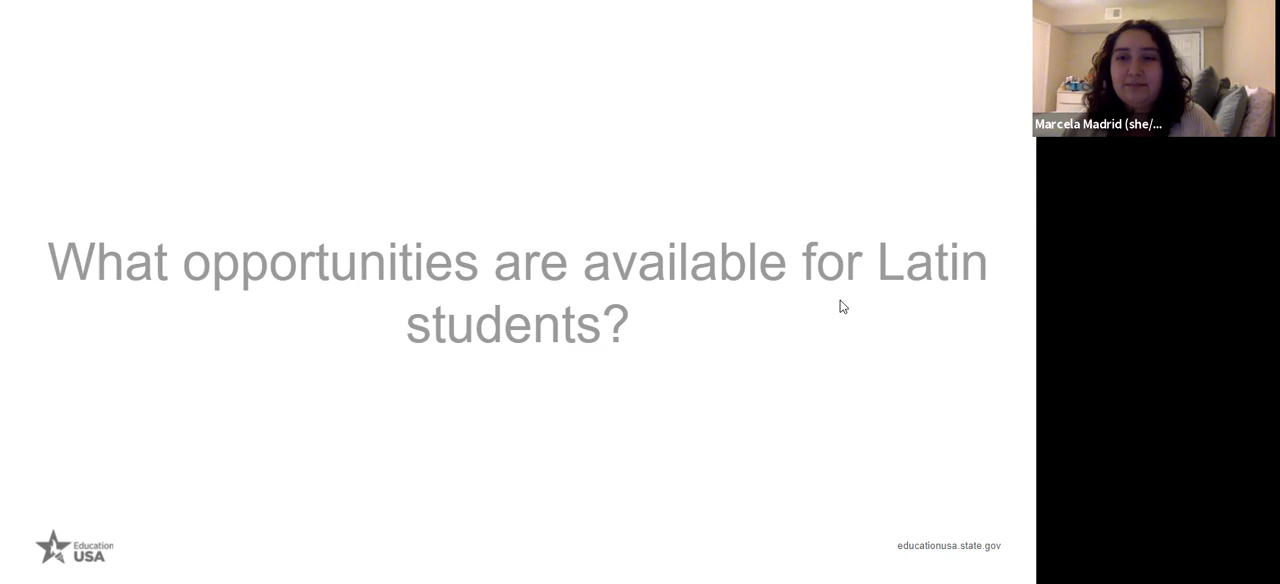 What opportunities are available for Latin
students?
Marcela Madrid (she/...
Education
USA
educationusa.state.gov